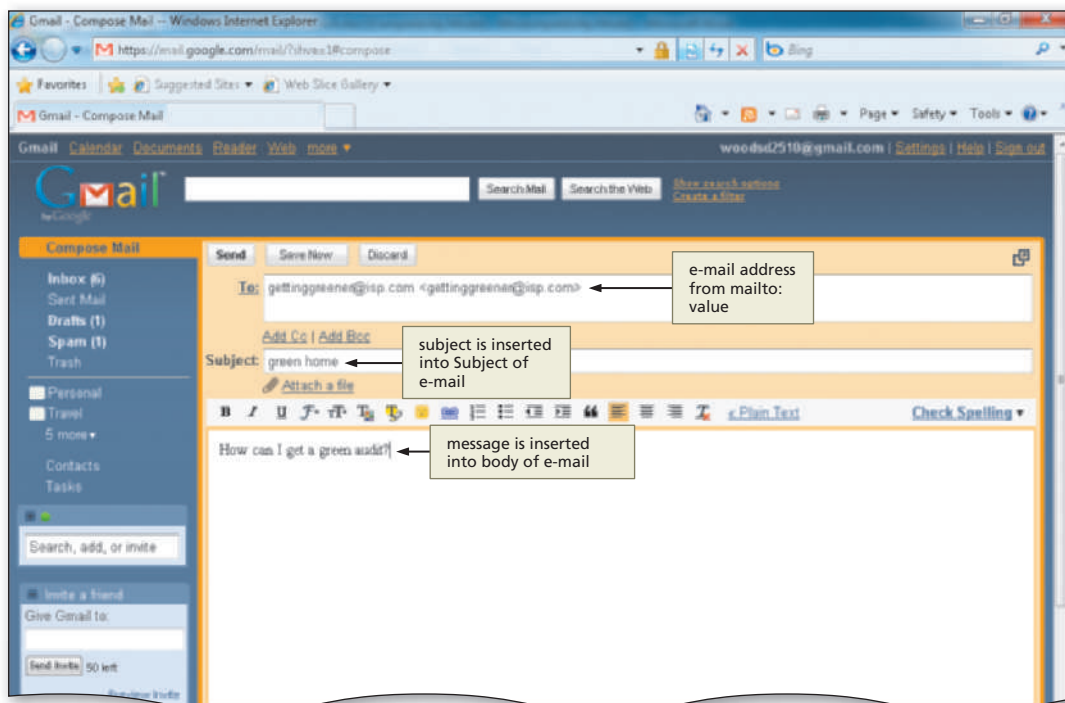 Gmail - Compose Mail -- Windows Internet Explorer
https://mail.google.com/mail/?shva=1#compose
Bing
Favorites Suggested Sites Web Slice Gallery
Gmail - Compose Mail
Page Safety Tools
Gmail Calendar Documents Reader Web more
woodsd2510@gmail.com | Settings | Help | Sign out
Gmail
by Google
Search Mail Search the Web
Show search options
Create a filter
Compose Mail
Send Save Now Discard
Inbox (6)
Sent Mail
Drafts (1)
Spam (1)
Trash
Personal
Travel
5 more
Contacts
Tasks
Search, add, or invite
Invite a friend
Give Gmail to:
Send Invite 50 left
Preview Invite
To: gettinggreener@isp.com <gettinggreener@isp.com>
e-mail address
from mailto:
value
Add Cc | Add Bcc
Subject: green home
subject is inserted
into Subject of
e-mail
Attach a file
B I U « Plain Text Check Spelling
How can I get a green audit?
message is inserted
into body of e-mail